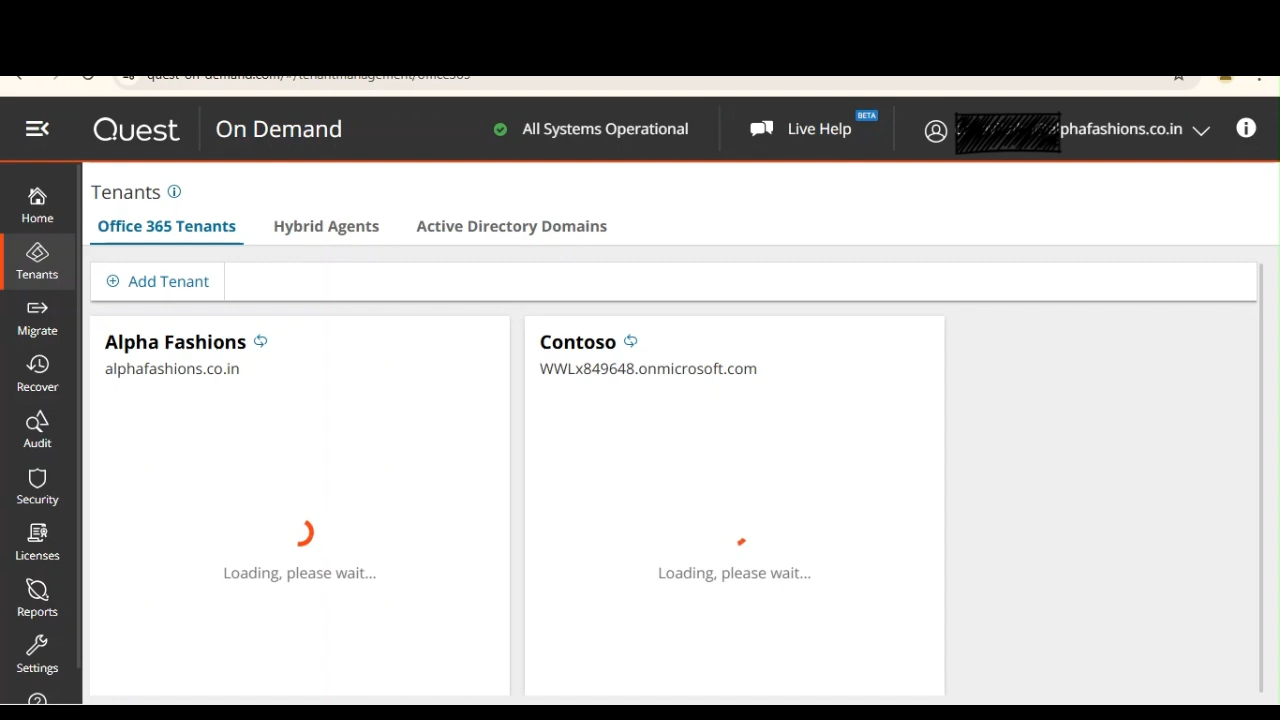 Quest On Demand
All Systems Operational
Live Help BETA
phafashions.co.in
Tenants
Office 365 Tenants
Hybrid Agents
Active Directory Domains
Add Tenant
Home
Tenants
Migrate
Recover
Audit
Security
Licenses
Reports
Settings
Alpha Fashions
alphafashions.co.in
Loading, please wait...
Contoso
WWLx849648.onmicrosoft.com
Loading, please wait...